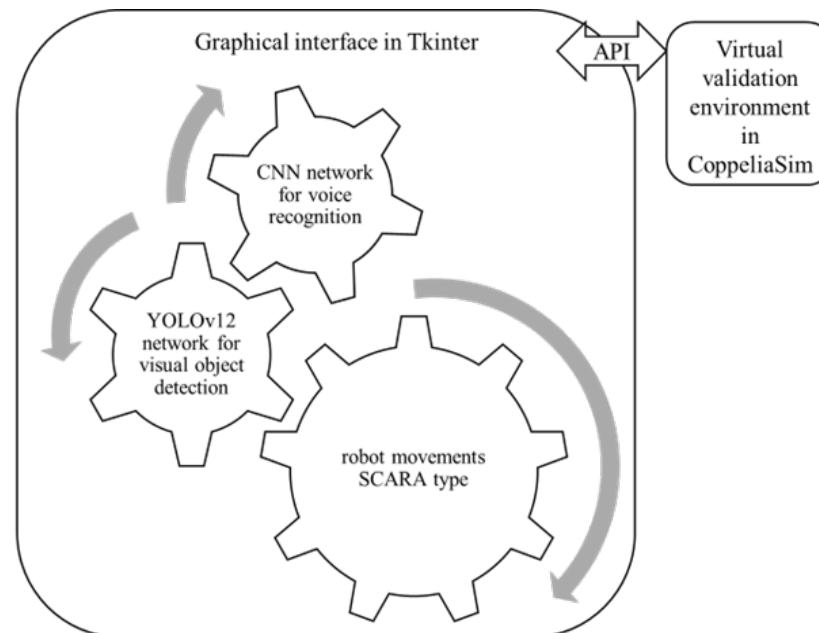 Graphical interface in Tkinter
API
Virtual
validation
environment
in
CoppeliaSim
CNN network
for voice
recognition
YOLOv12
network for
visual object
detection
robot movements
SCARA type